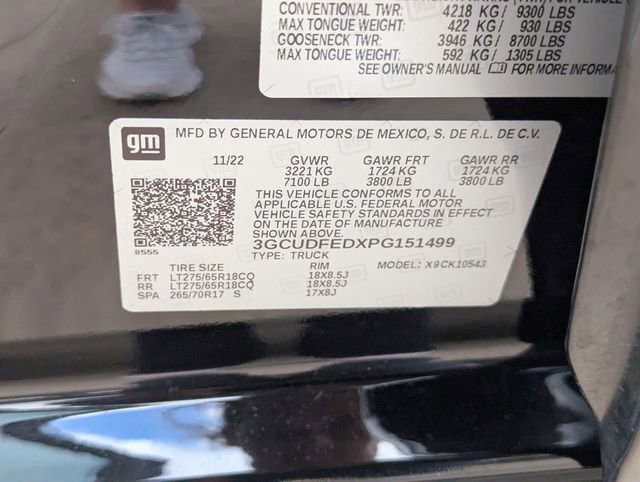 CONVENTIONAL TWR: 4218 KG/ 9300 LBS
MAX TONGUE WEIGHT: 422 KG / 930 LBS
GOOSENECK TWR: 3946 KG/ 8700 LBS
MAX TONGUE WEIGHT: 592 KG / 1305 LBS
SEE OWNER'S MANUAL FOR MORE INFORMA
gm
MFD BY GENERAL MOTORS DE MEXICO, S. DE R.L. DE C.V.
11/22 GVWR GAWR FRT GAWR RR
3221 KG 1724 KG 1724 KG
7100 LB 3800 LB 3800 LB
THIS VEHICLE CONFORMS TO ALL
APPLICABLE U.S. FEDERAL MOTOR
VEHICLE SAFETY STANDARDS IN EFFECT
ON THE DATE OF MANUFACTURE
SHOWN ABOVE.
3GCUDFEDXPG151499
8555
TYPE: TRUCK
TIRE SIZE RIM MODEL: X9CK10543
FRT LT275/65R18CQ 18X8.5J
RR LT275/65R18CQ 18X8.5J
SPA 265/70R17 S 17X8J